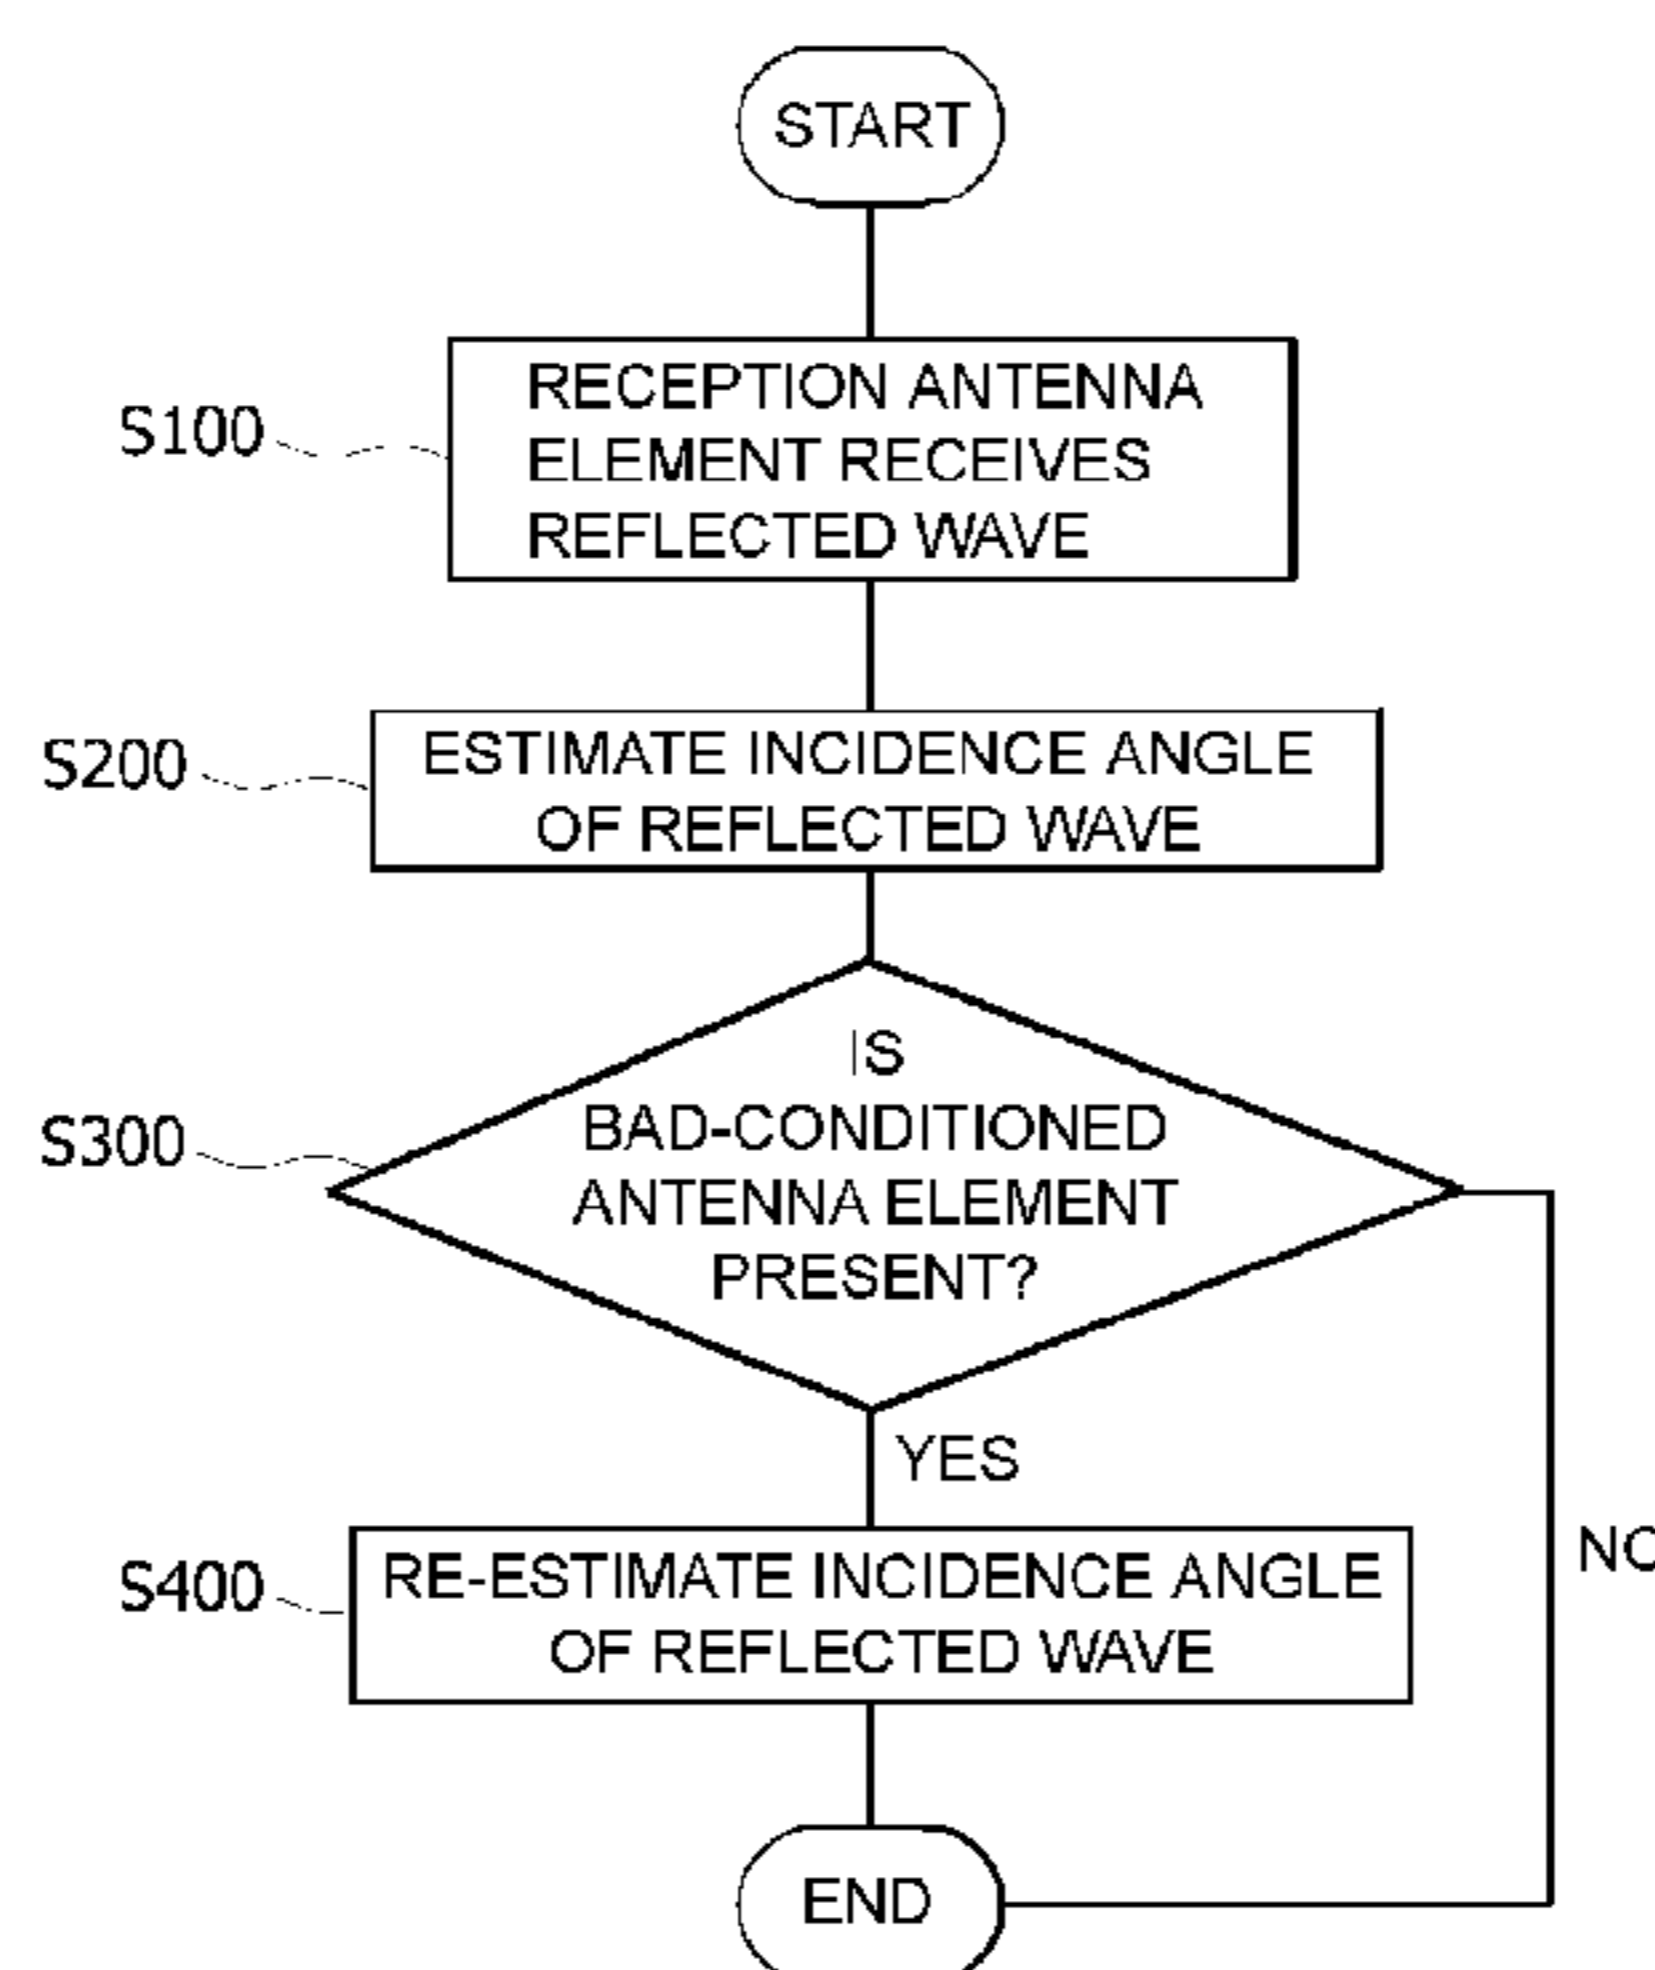 START
S100
RECEPTION ANTENNA
ELEMENT RECEIVES
REFLECTED WAVE
S200
ESTIMATE INCIDENCE ANGLE
OF REFLECTED WAVE
S300
IS
BAD-CONDITIONED
ANTENNA ELEMENT
PRESENT?
YES
NO
S400
RE-ESTIMATE INCIDENCE ANGLE
OF REFLECTED WAVE
END